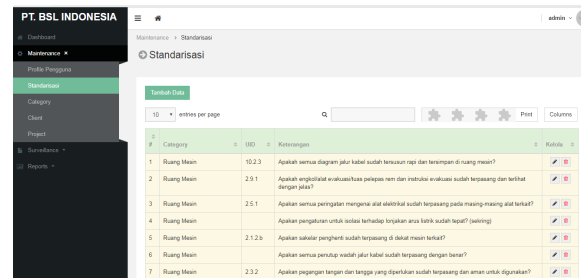 PT. BSL INDONESIA
admin
Dashboard
Maintenance
Profile Pengguna
Standarisasi
Category
Client
Project
Surveillance
Reports
Maintenance > Standarisasi
Standarisasi
Tambah Data
10 entries per page
Print Columns
# Category UID Keterangan Kelola
1 Ruang Mesin 10.2.3 Apakah semua diagram jalur kabel sudah tersusun rapi dan tersimpan di ruang mesin?
2 Ruang Mesin 2.9.1 Apakah engkol/alat evakuasi/tuas pelepas rem dan instruksi evakuasi sudah terpasang dan terlihat
dengan jelas?
3 Ruang Mesin 2.5.1 Apakah semua peringatan mengenai alat elektrikal sudah terpasang pada masing-masing alat terkait?
4 Ruang Mesin Apakah pengaturan untuk isolasi terhadap lonjakan arus listrik sudah tepat? (sekring)
5 Ruang Mesin 2.1.2.b Apakah sakelar penghenti sudah terpasang di dekat mesin terkait?
6 Ruang Mesin Apakah semua penutup wadah jalur kabel sudah terpasang dengan benar?
7 Ruang Mesin 2.3.2 Apakah pegangan tangan dan tangga yang diperlukan sudah terpasang dan aman untuk digunakan?